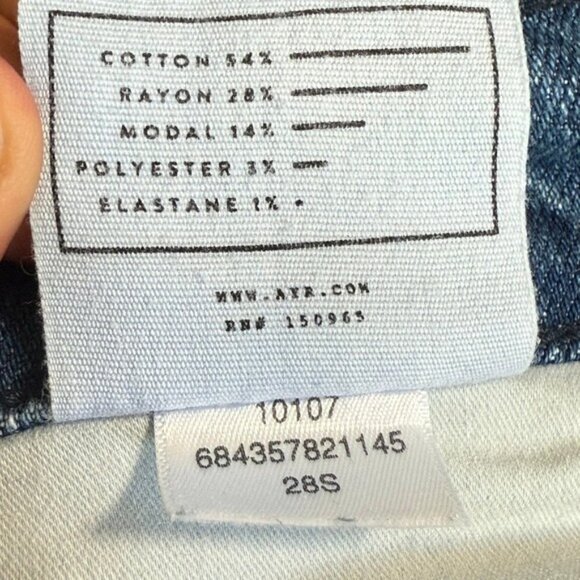 COTTON 54%
RAYON 28%
MODAL 14%
POLYESTER 3%
ELASTANE 1%
WWW.AYR.COM
RN# 150965
10107
684357821145
28S